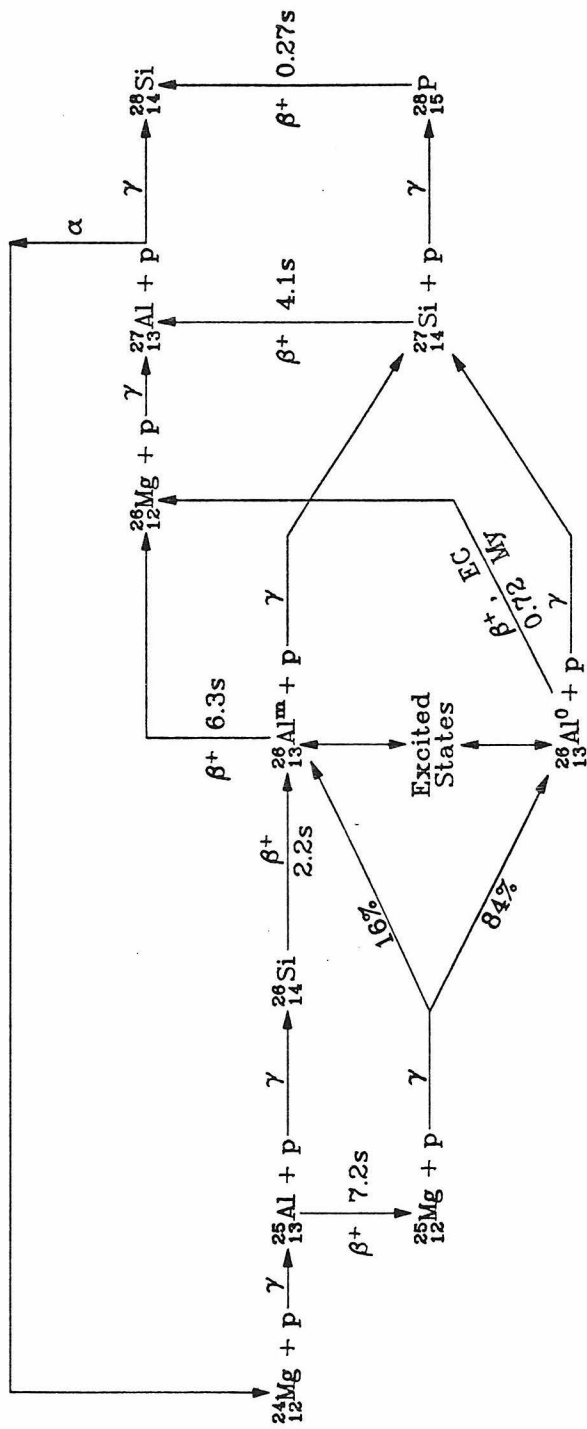 α
²⁴₁₂Mg + p
γ
²⁵₁₃Al + p
γ
²⁶₁₄Si
β⁺
2.2s
²⁶₁₃Alᵐ + p
γ
β⁺ 6.3s
²⁶₁₂Mg + p
γ
²⁷₁₃Al + p
γ
²⁸₁₄Si
β⁺ 7.2s
²⁵₁₂Mg + p
γ
16%
84%
Excited
States
²⁶₁₃Al⁰ + p
γ
β⁺, EC
0.72 My
β⁺ 4.1s
²⁷₁₄Si + p
γ
²⁸₁₅P
β⁺ 0.27s